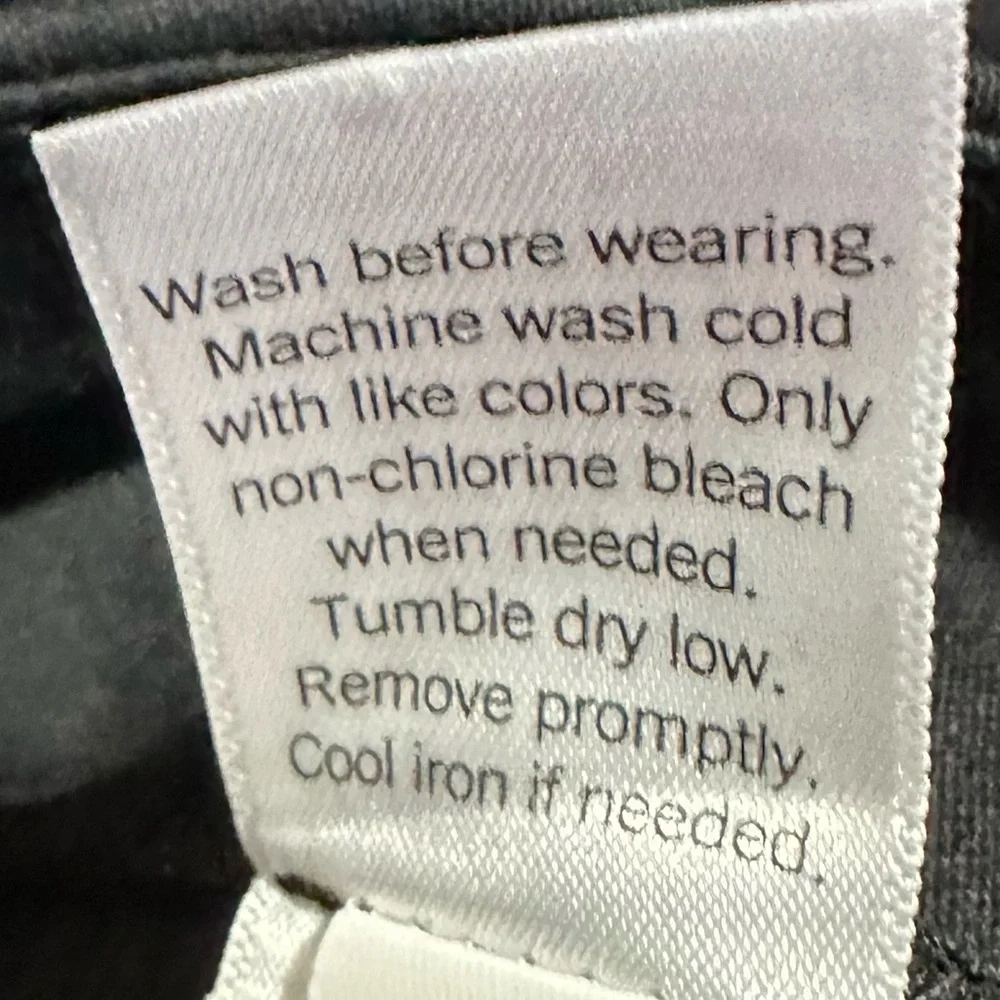 Wash before wearing.
Machine wash cold
with like colors. Only
non-chlorine bleach
when needed.
Tumble dry low.
Remove promptly.
Cool iron if needed.